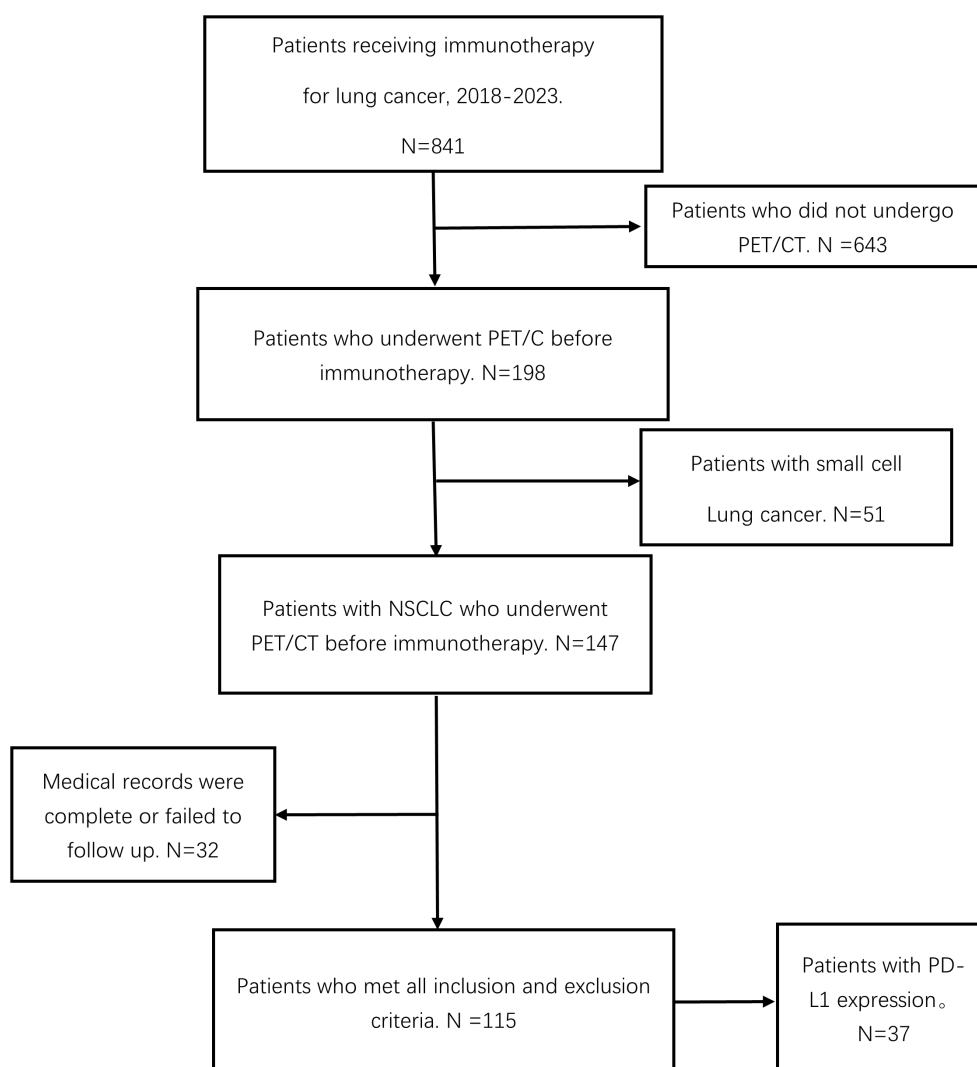 Patients receiving immunotherapy
for lung cancer, 2018-2023.
N=841
Patients who did not undergo
PET/CT. N =643
Patients who underwent PET/C before
immunotherapy. N=198
Patients with small cell
Lung cancer. N=51
Patients with NSCLC who underwent
PET/CT before immunotherapy. N=147
Medical records were
complete or failed to
follow up. N=32
Patients who met all inclusion and exclusion
criteria. N =115
Patients with PD-
L1 expression。
N=37